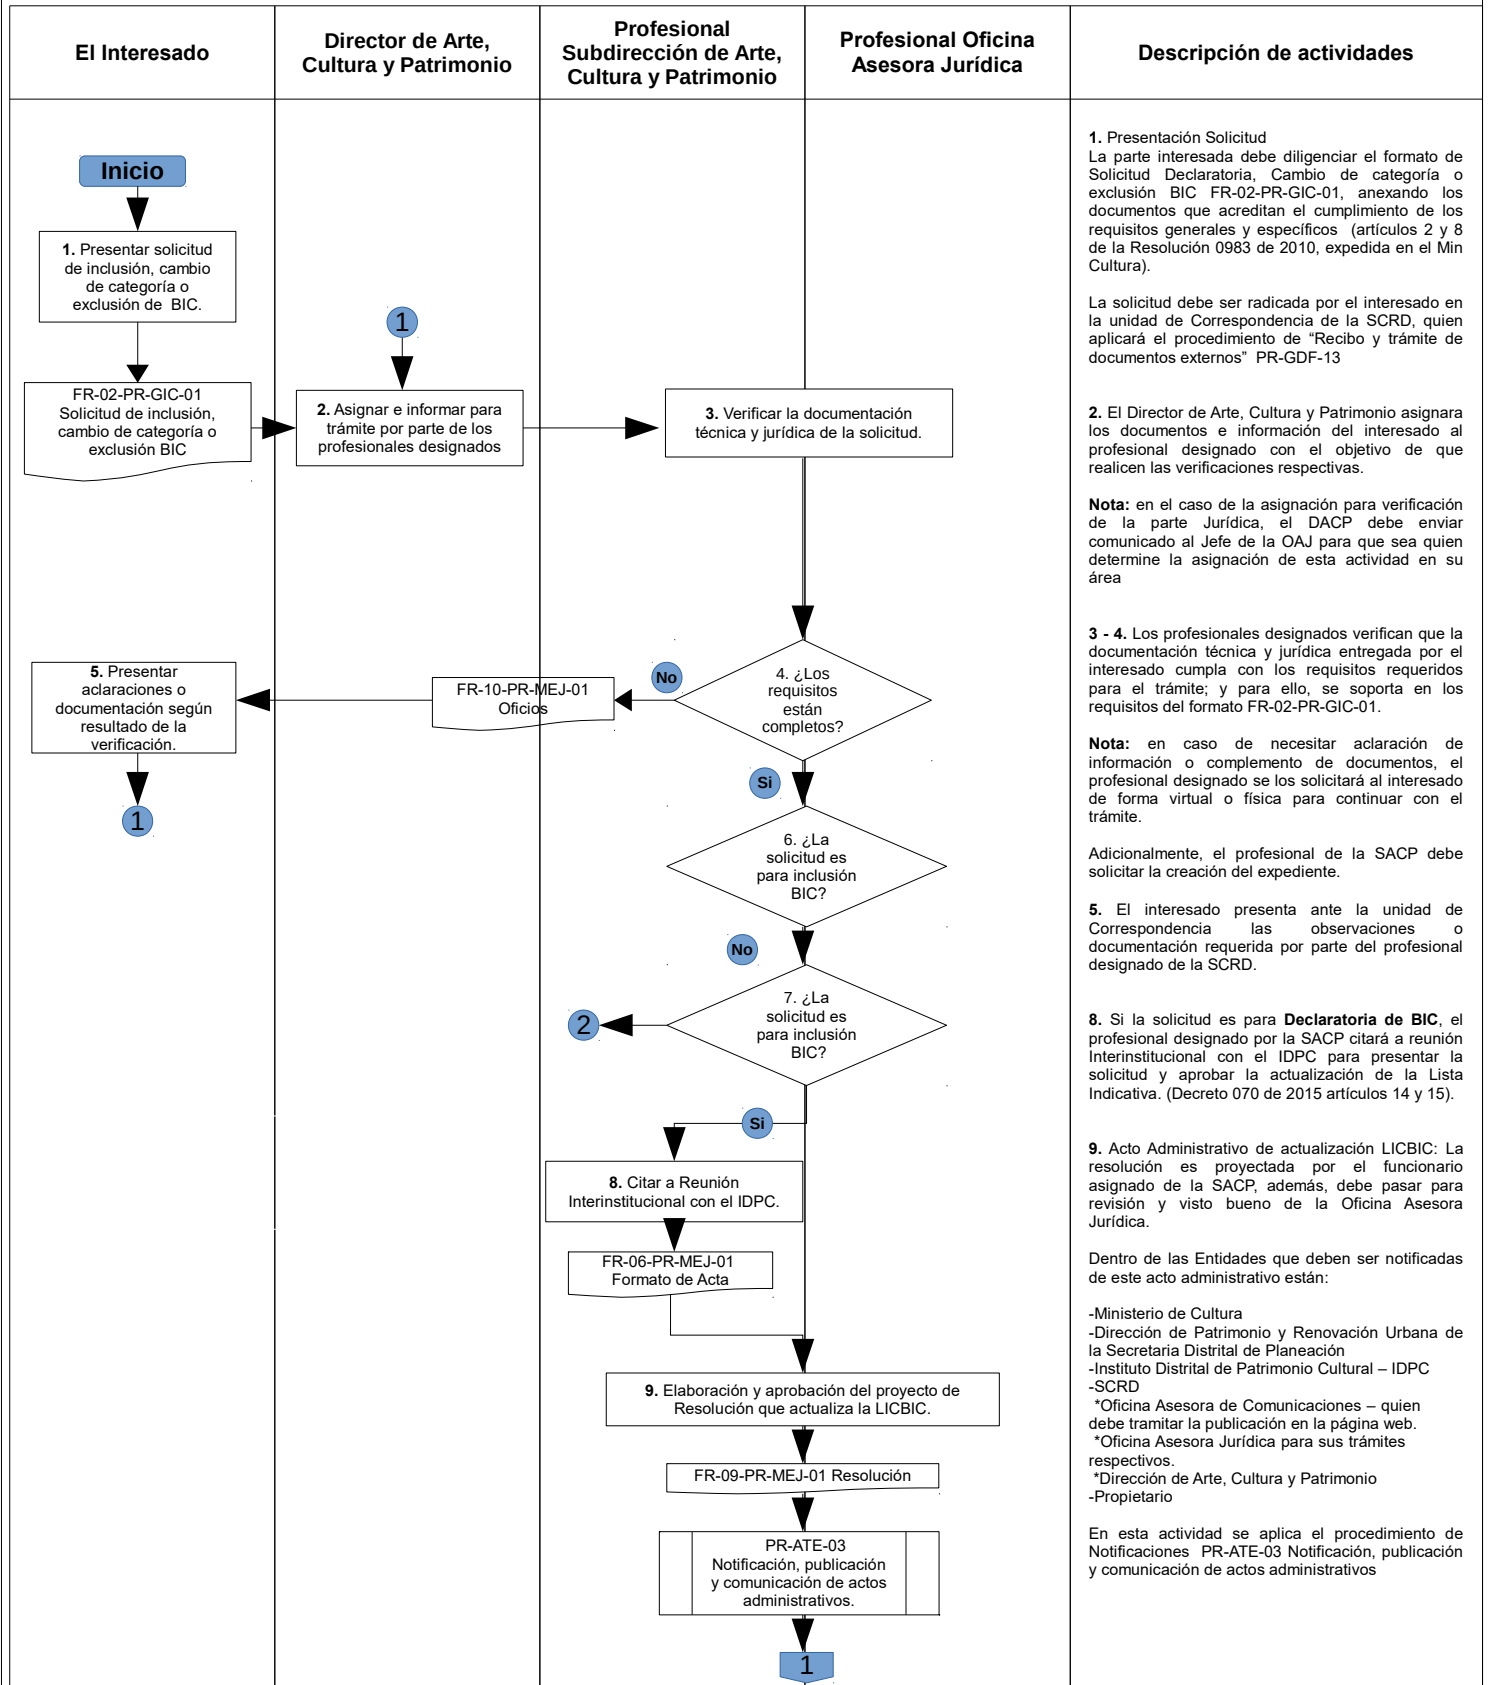 El Interesado
Director de Arte,
Cultura y Patrimonio
Profesional
Subdirección de Arte,
Cultura y Patrimonio
Profesional Oficina
Asesora Jurídica
Descripción de actividades
Inicio
1. Presentar solicitud
de inclusión, cambio
de categoría o
exclusión de BIC.
FR-02-PR-GIC-01
Solicitud de inclusión,
cambio de categoría o
exclusión BIC
1
2. Asignar e informar para
trámite por parte de los
profesionales designados
3. Verificar la documentación
técnica y jurídica de la solicitud.
4. ¿Los
requisitos
están
completos?
No
FR-10-PR-MEJ-01
Oficios
5. Presentar
aclaraciones o
documentación según
resultado de la
verificación.
1
Si
6. ¿La
solicitud es
para inclusión
BIC?
No
7. ¿La
solicitud es
para inclusión
BIC?
2
Si
8. Citar a Reunión
Interinstitucional con el IDPC.
FR-06-PR-MEJ-01
Formato de Acta
9. Elaboración y aprobación del proyecto de
Resolución que actualiza la LICBIC.
FR-09-PR-MEJ-01 Resolución
PR-ATE-03
Notificación, publicación
y comunicación de actos
administrativos.
1
1. Presentación Solicitud
La parte interesada debe diligenciar el formato de
Solicitud Declaratoria, Cambio de categoría o
exclusión BIC FR-02-PR-GIC-01, anexando los
documentos que acreditan el cumplimiento de los
requisitos generales y específicos (artículos 2 y 8
de la Resolución 0983 de 2010, expedida en el Min
Cultura).
La solicitud debe ser radicada por el interesado en
la unidad de Correspondencia de la SCRD, quien
aplicará el procedimiento de “Recibo y trámite de
documentos externos” PR-GDF-13
2. El Director de Arte, Cultura y Patrimonio asignara
los documentos e información del interesado al
profesional designado con el objetivo de que
realicen las verificaciones respectivas.
Nota: en el caso de la asignación para verificación
de la parte Jurídica, el DACP debe enviar
comunicado al Jefe de la OAJ para que sea quien
determine la asignación de esta actividad en su
área
3 - 4. Los profesionales designados verifican que la
documentación técnica y jurídica entregada por el
interesado cumpla con los requisitos requeridos
para el trámite; y para ello, se soporta en los
requisitos del formato FR-02-PR-GIC-01.
Nota: en caso de necesitar aclaración de
información o complemento de documentos, el
profesional designado se los solicitará al interesado
de forma virtual o física para continuar con el
trámite.
Adicionalmente, el profesional de la SACP debe
solicitar la creación del expediente.
5. El interesado presenta ante la unidad de
Correspondencia las observaciones o
documentación requerida por parte del profesional
designado de la SCRD.
8. Si la solicitud es para Declaratoria de BIC, el
profesional designado por la SACP citará a reunión
Interinstitucional con el IDPC para presentar la
solicitud y aprobar la actualización de la Lista
Indicativa. (Decreto 070 de 2015 artículos 14 y 15).
9. Acto Administrativo de actualización LICBIC: La
resolución es proyectada por el funcionario
asignado de la SACP, además, debe pasar para
revisión y visto bueno de la Oficina Asesora
Jurídica.
Dentro de las Entidades que deben ser notificadas
de este acto administrativo están:
-Ministerio de Cultura
-Dirección de Patrimonio y Renovación Urbana de
la Secretaria Distrital de Planeación
-Instituto Distrital de Patrimonio Cultural – IDPC
-SCRD
*Oficina Asesora de Comunicaciones – quien
debe tramitar la publicación en la página web.
*Oficina Asesora Jurídica para sus trámites
respectivos.
*Dirección de Arte, Cultura y Patrimonio
-Propietario
En esta actividad se aplica el procedimiento de
Notificaciones PR-ATE-03 Notificación, publicación
y comunicación de actos administrativos